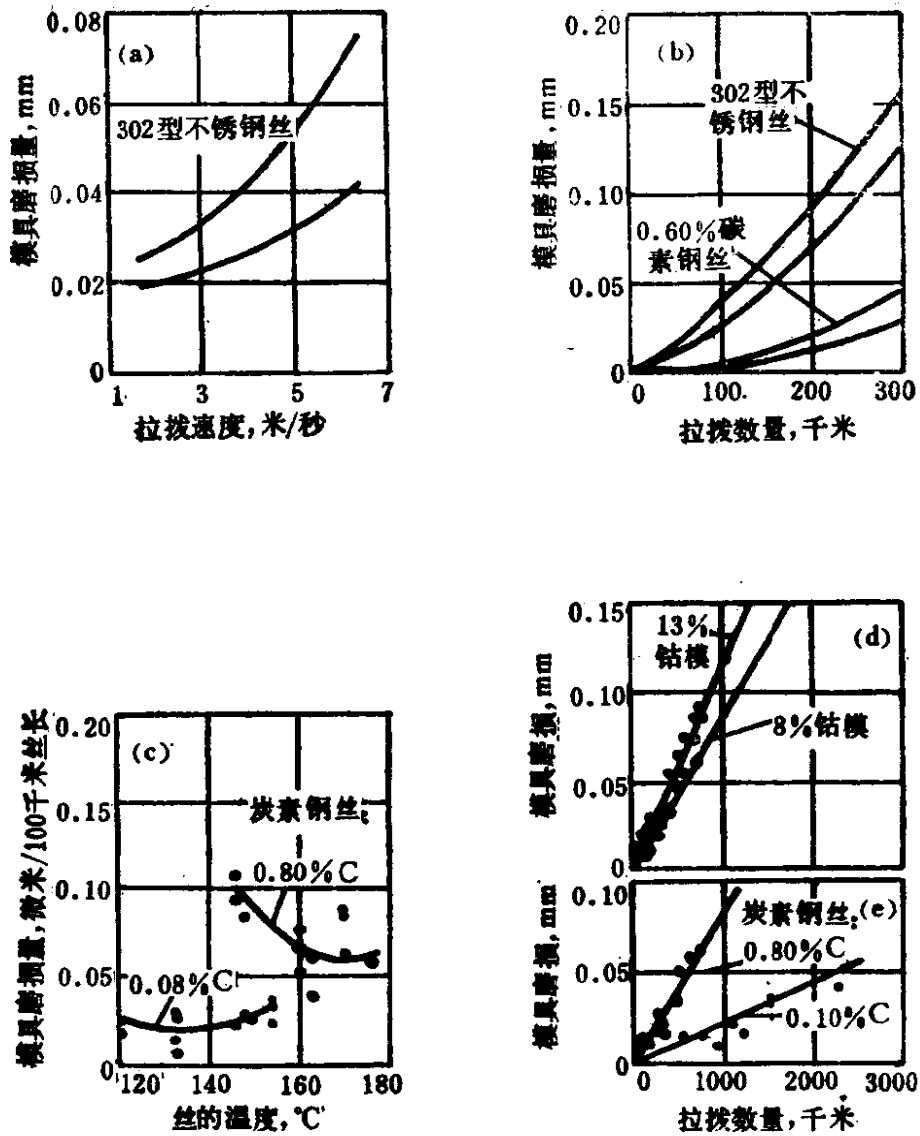 0.08
0.06
0.04
0.02
0
(a)
302型不锈钢丝
模具磨损量,mm
1 3 5 7
拉拨速度,米/秒
0.20
0.15
0.10
0.05
0
(b)
302型不
锈钢丝
0.60%碳
素钢丝
模具磨损量,mm
0 100 200 300
拉拨数量,千米
0.20
0.15
0.10
0.05
0
(c)
炭素钢丝:
0.80%C
0.08%C
模具磨损量,微米/100千米丝长
120 140 160 180
丝的温度,℃
0.15
0.10
0.05
0
(d)
13%
钴模
8%钴模
模具磨损,mm
0.10
0.05
0
炭素钢丝:(e)
0.80%C
0.10%C
模具磨损,mm
0 1000 2000 3000
拉拨数量,千米